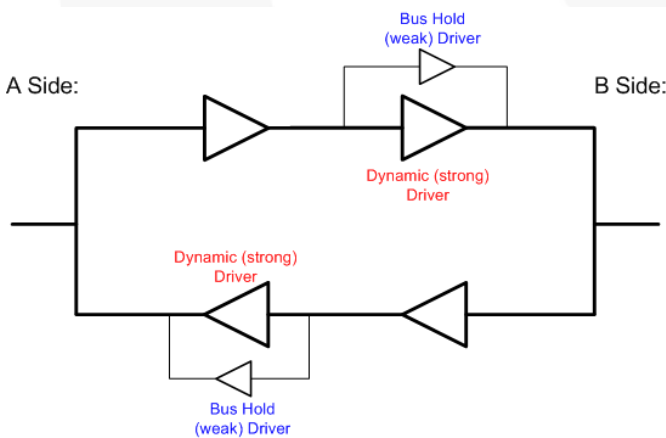 Bus Hold
(weak) Driver
A Side:
B Side:
Dynamic (strong)
Driver
Dynamic (strong)
Driver
Bus Hold
(weak) Driver